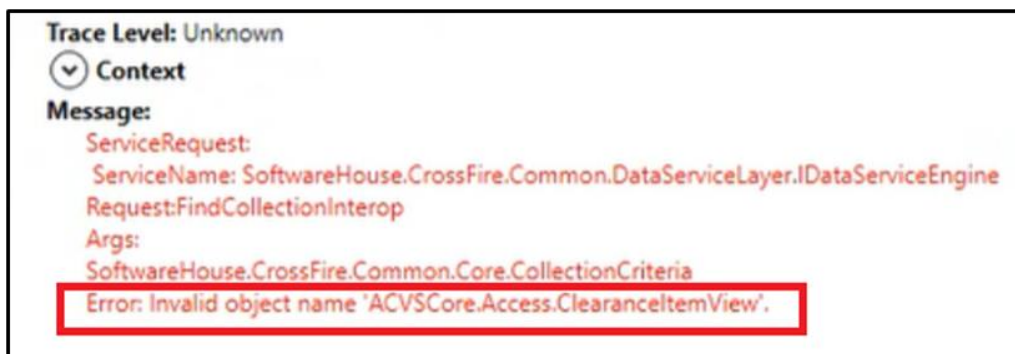 Trace Level: Unknown
Context
Message:
ServiceRequest:
ServiceName: SoftwareHouse.CrossFire.Common.DataServiceLayer.IDataServiceEngine
Request:FindCollectionInterop
Args:
SoftwareHouse.CrossFire.Common.Core.CollectionCriteria
Error: Invalid object name 'ACVSCore.Access.ClearanceItemView'.